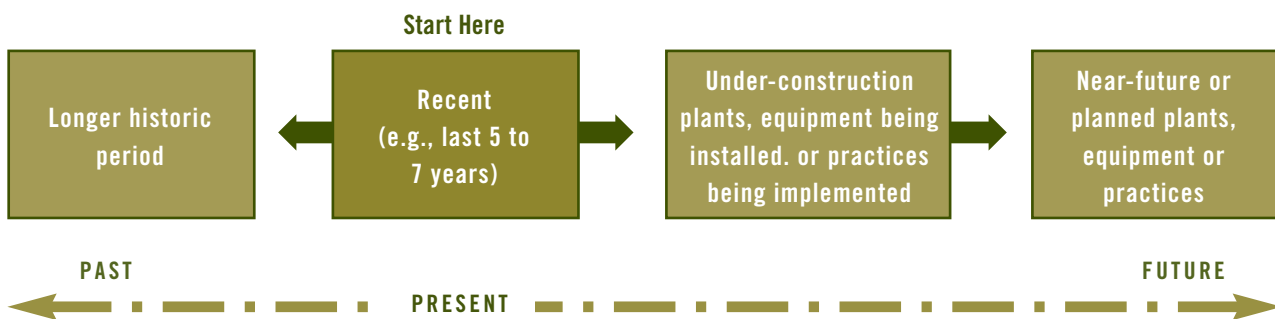 Start Here
Longer historic
period
Recent
(e.g., last 5 to
7 years)
Under-construction
plants, equipment being
installed. or practices
being implemented
Near-future or
planned plants,
equipment or
practices
PAST
PRESENT
FUTURE